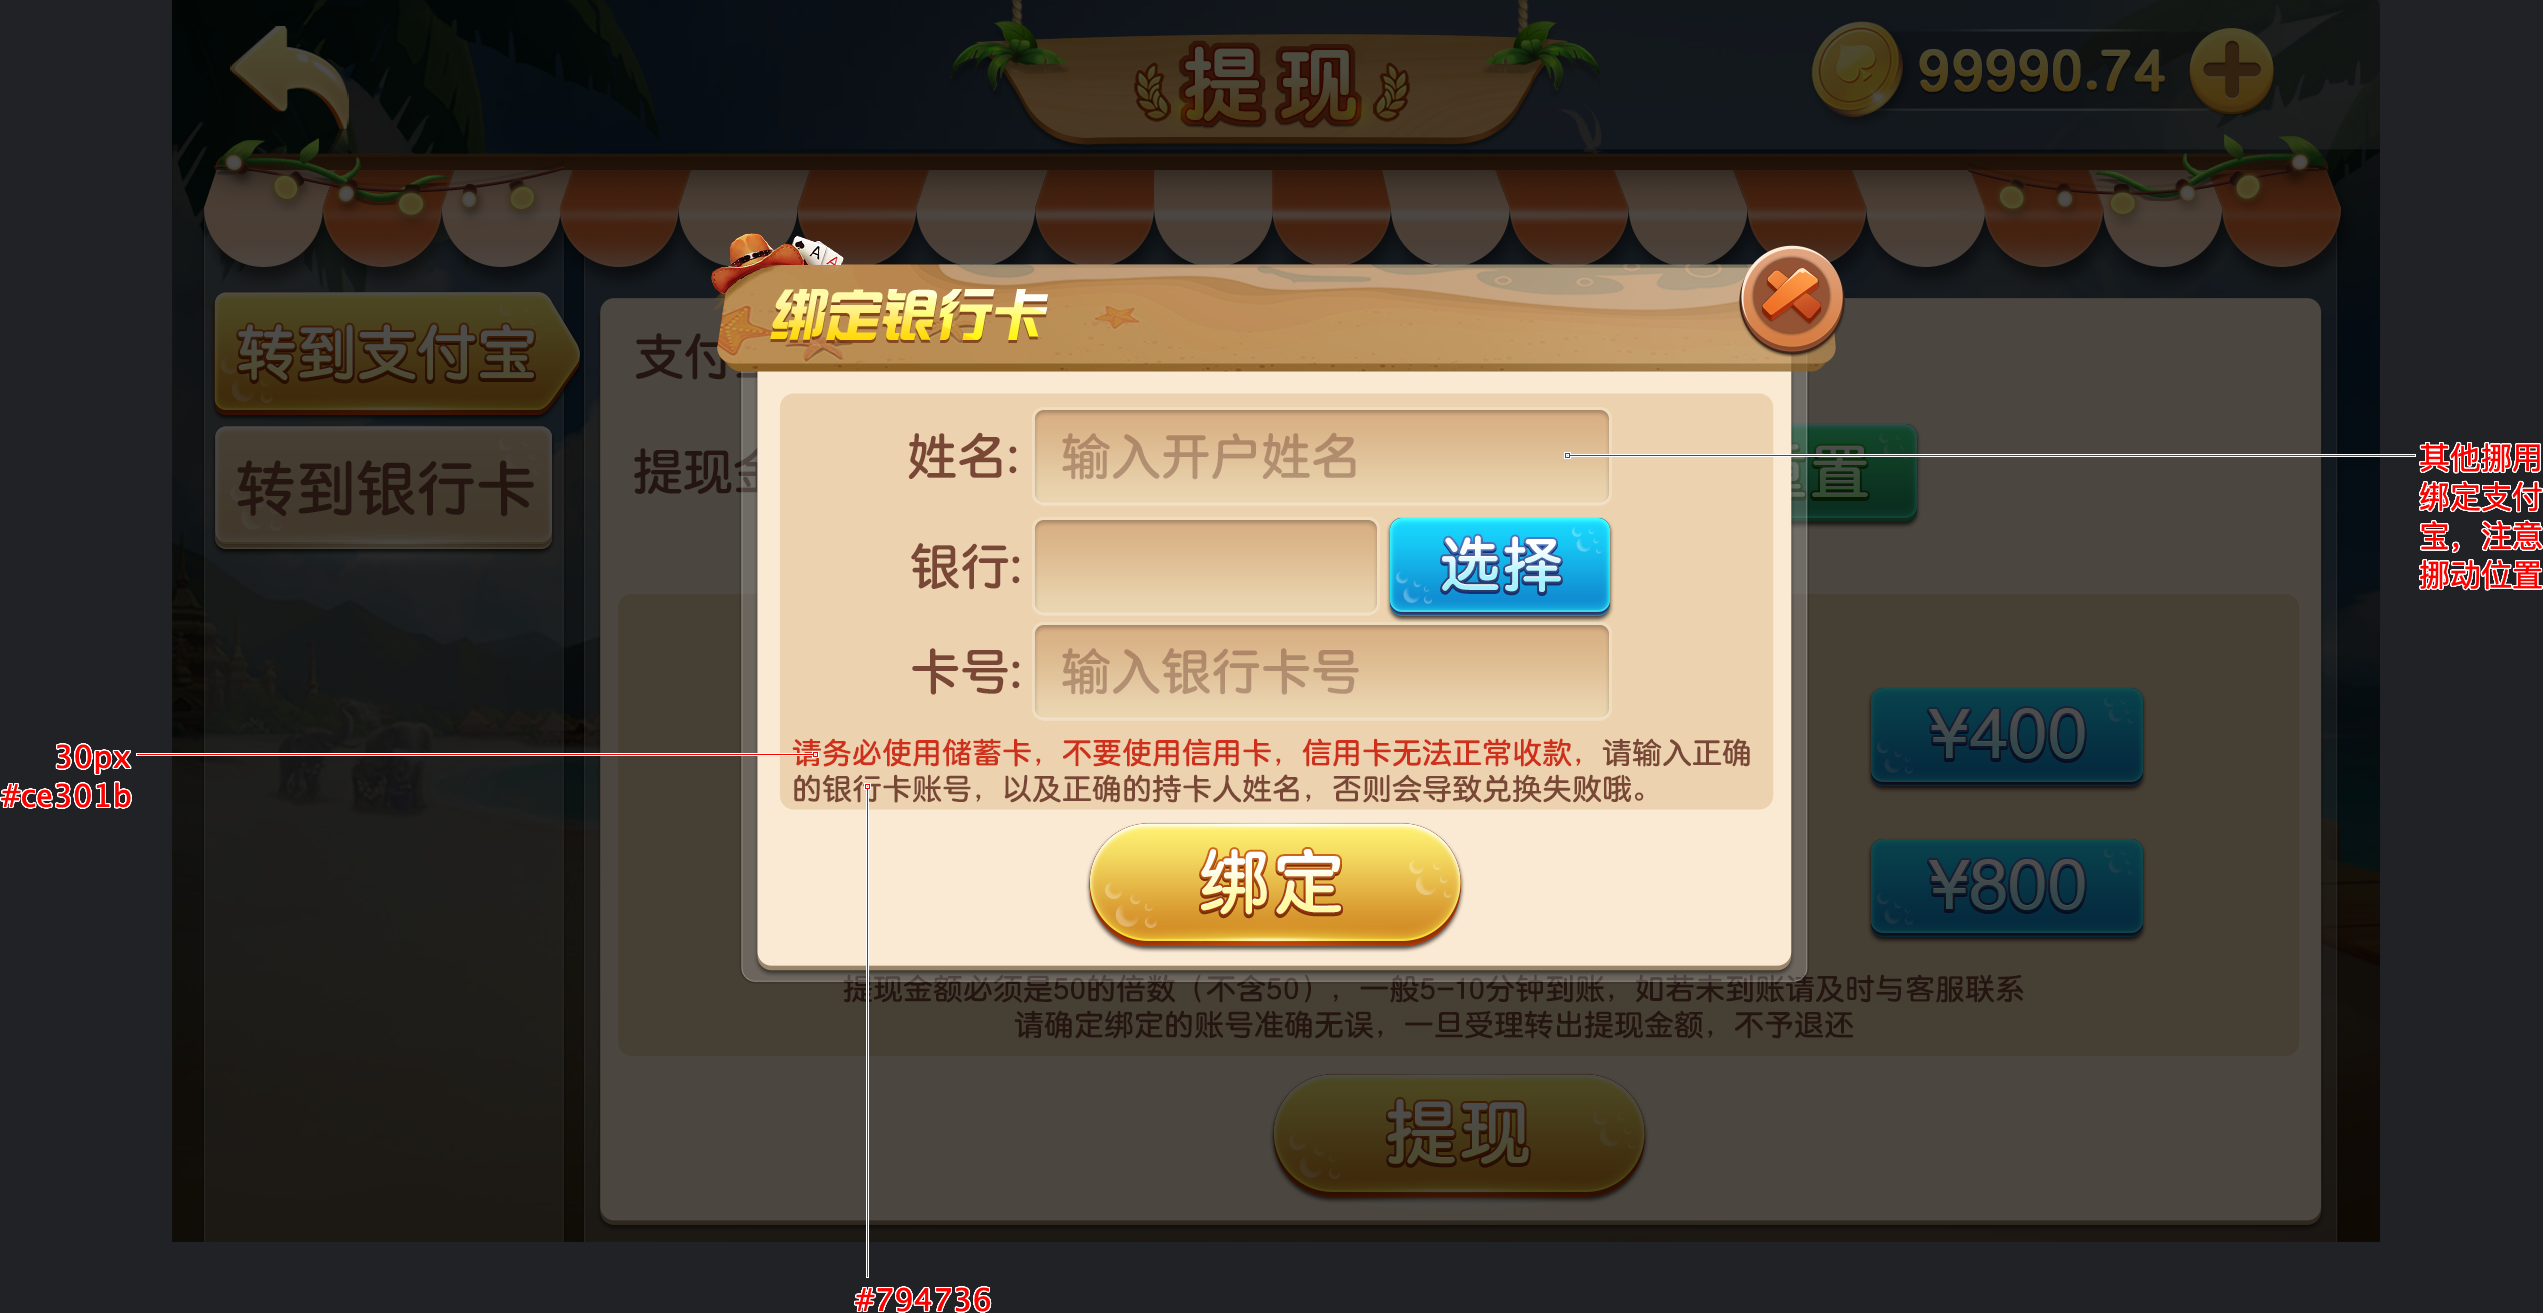 提现
99990.74
绑定银行卡
转到支付宝
转到银行卡
支付
提现金
重置
姓名:
输入开户姓名
银行:
选择
卡号:
输入银行卡号
其他挪用
绑定支付
宝，注意
挪动位置
30px
#ce301b
请务必使用储蓄卡，不要使用信用卡，信用卡无法正常收款，请输入正确
的银行卡账号，以及正确的持卡人姓名，否则会导致兑换失败哦。
¥400
¥800
绑定
提现金额必须是50的倍数（不含50），一般5-10分钟到账，如若未到账请及时与客服联系
请确定绑定的账号准确无误，一旦受理转出提现金额，不予退还
提现
#794736